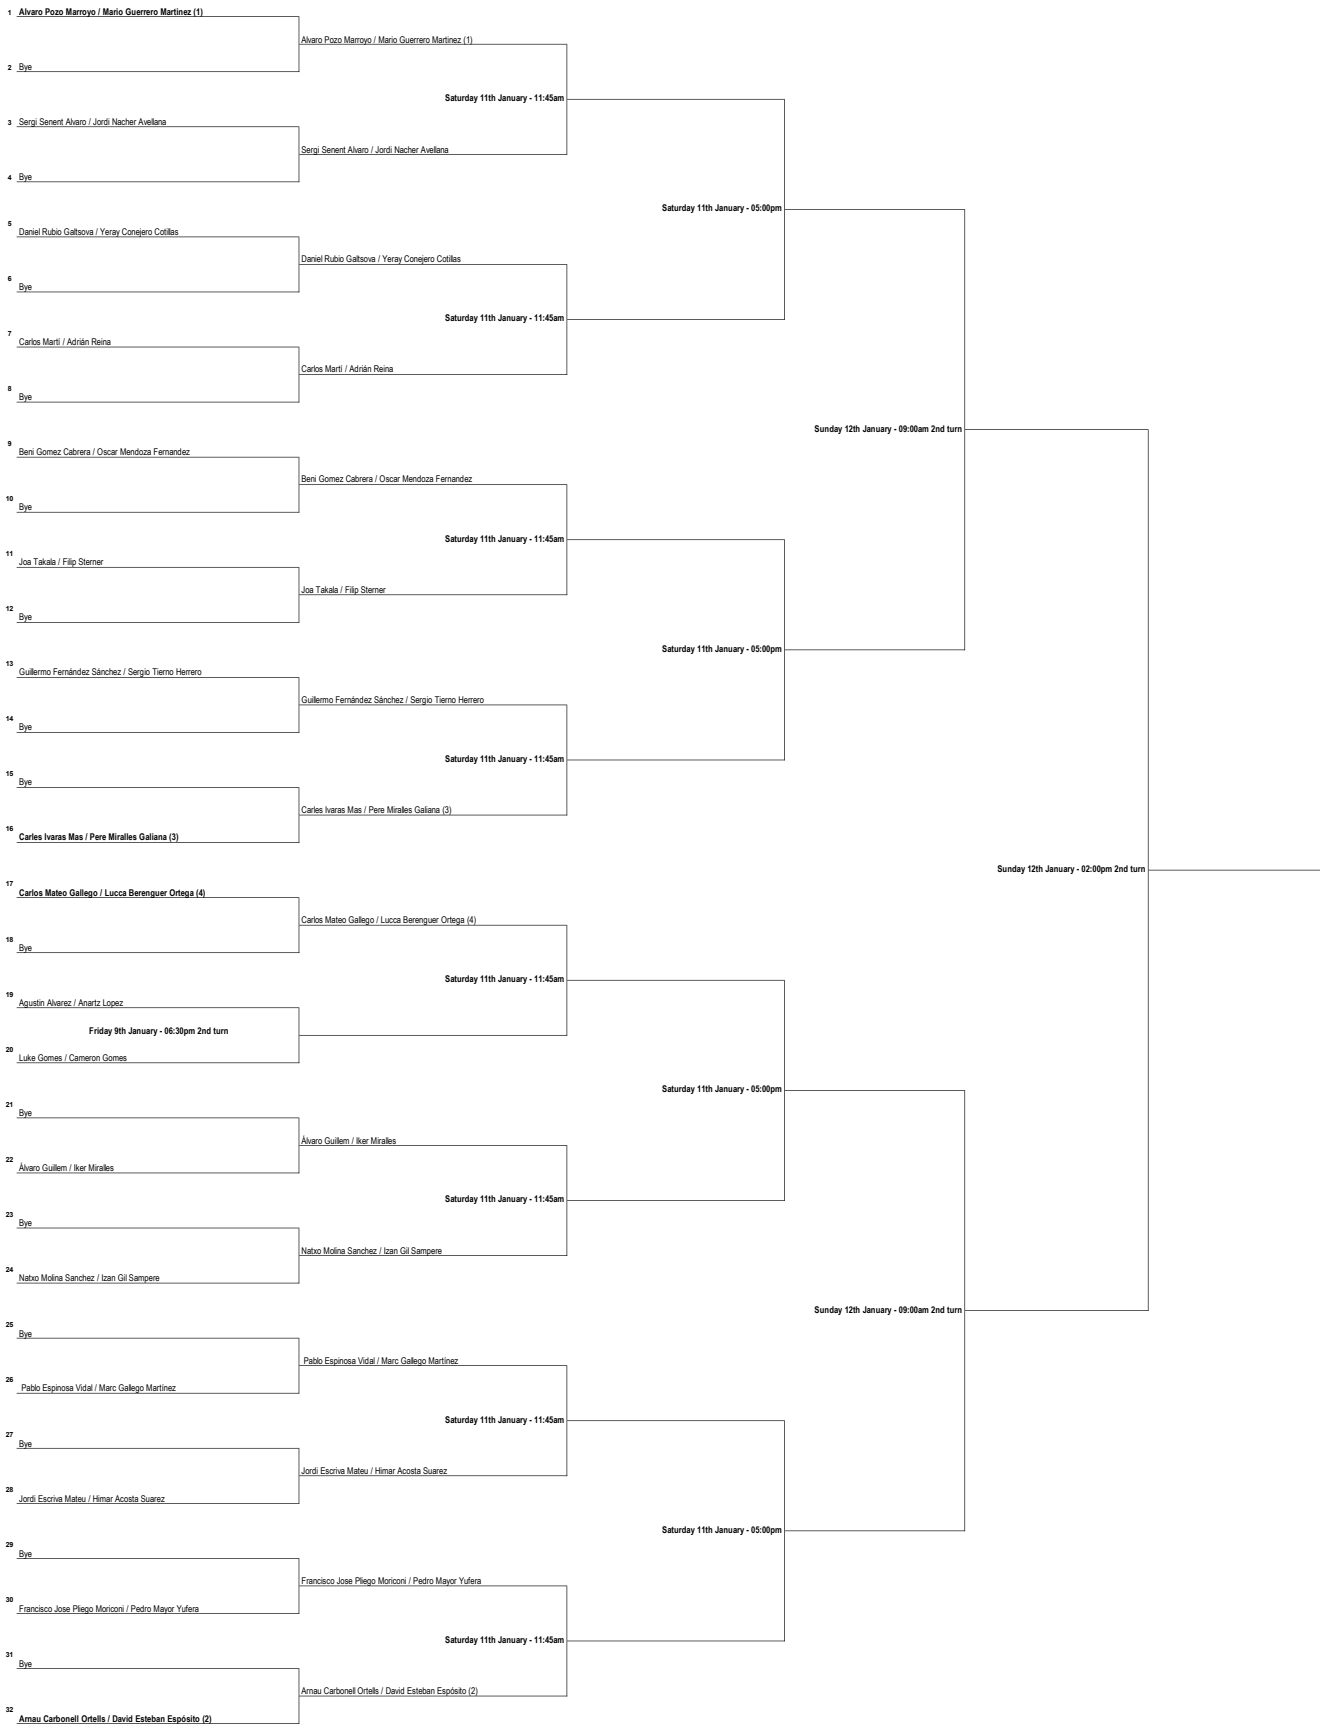 1 Alvaro Pozo Marroyo / Mario Guerrero Martinez (1)
Alvaro Pozo Marroyo / Mario Guerrero Martinez (1)
2 Bye
Saturday 11th January - 11:45am
3 Sergi Senent Alvaro / Jordi Nacher Avellana
Sergi Senent Alvaro / Jordi Nacher Avellana
4 Bye
Saturday 11th January - 05:00pm
5 Daniel Rubio Galtsova / Yeray Conejero Cotillas
Daniel Rubio Galtsova / Yeray Conejero Cotillas
6 Bye
Saturday 11th January - 11:45am
7 Carlos Martí / Adrián Reina
Carlos Martí / Adrián Reina
8 Bye
Sunday 12th January - 09:00am 2nd turn
9 Beni Gomez Cabrera / Oscar Mendoza Fernandez
Beni Gomez Cabrera / Oscar Mendoza Fernandez
10 Bye
Saturday 11th January - 11:45am
11 Joa Takala / Filip Sterner
Joa Takala / Filip Sterner
12 Bye
Saturday 11th January - 05:00pm
13 Guillermo Fernández Sánchez / Sergio Tierno Herrero
Guillermo Fernández Sánchez / Sergio Tierno Herrero
14 Bye
Saturday 11th January - 11:45am
15 Bye
Carles Ivaras Mas / Pere Miralles Galiana (3)
16 Carles Ivaras Mas / Pere Miralles Galiana (3)
Sunday 12th January - 02:00pm 2nd turn
17 Carlos Mateo Gallego / Lucca Berenguer Ortega (4)
Carlos Mateo Gallego / Lucca Berenguer Ortega (4)
18 Bye
Saturday 11th January - 11:45am
19 Agustin Alvarez / Anartz Lopez
Friday 9th January - 06:30pm 2nd turn
20 Luke Gomes / Cameron Gomes
Saturday 11th January - 05:00pm
21 Bye
Álvaro Guillem / Iker Miralles
22 Álvaro Guillem / Iker Miralles
Saturday 11th January - 11:45am
23 Bye
Natxo Molina Sanchez / Izan Gil Sampere
24 Natxo Molina Sanchez / Izan Gil Sampere
Sunday 12th January - 09:00am 2nd turn
25 Bye
Pablo Espinosa Vidal / Marc Gallego Martínez
26 Pablo Espinosa Vidal / Marc Gallego Martínez
Saturday 11th January - 11:45am
27 Bye
Jordi Escriva Mateu / Himar Acosta Suarez
28 Jordi Escriva Mateu / Himar Acosta Suarez
Saturday 11th January - 05:00pm
29 Bye
Francisco Jose Pliego Moriconi / Pedro Mayor Yufera
30 Francisco Jose Pliego Moriconi / Pedro Mayor Yufera
Saturday 11th January - 11:45am
31 Bye
Arnau Carbonell Ortells / David Esteban Espósito (2)
32 Arnau Carbonell Ortells / David Esteban Espósito (2)